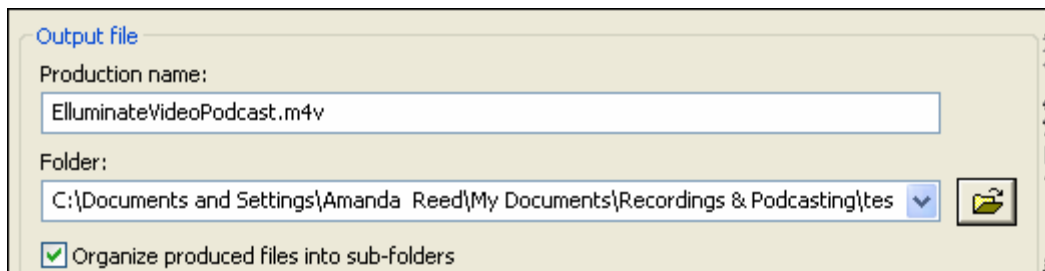 Output file
Production name:
ElluminateVideoPodcast.m4v
Folder:
C:\Documents and Settings\Amanda Reed\My Documents\Recordings & Podcasting\tes
Organize produced files into sub-folders